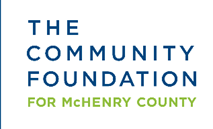 THE
COMMUNITY
FOUNDATION
FOR McHENRY COUNTY